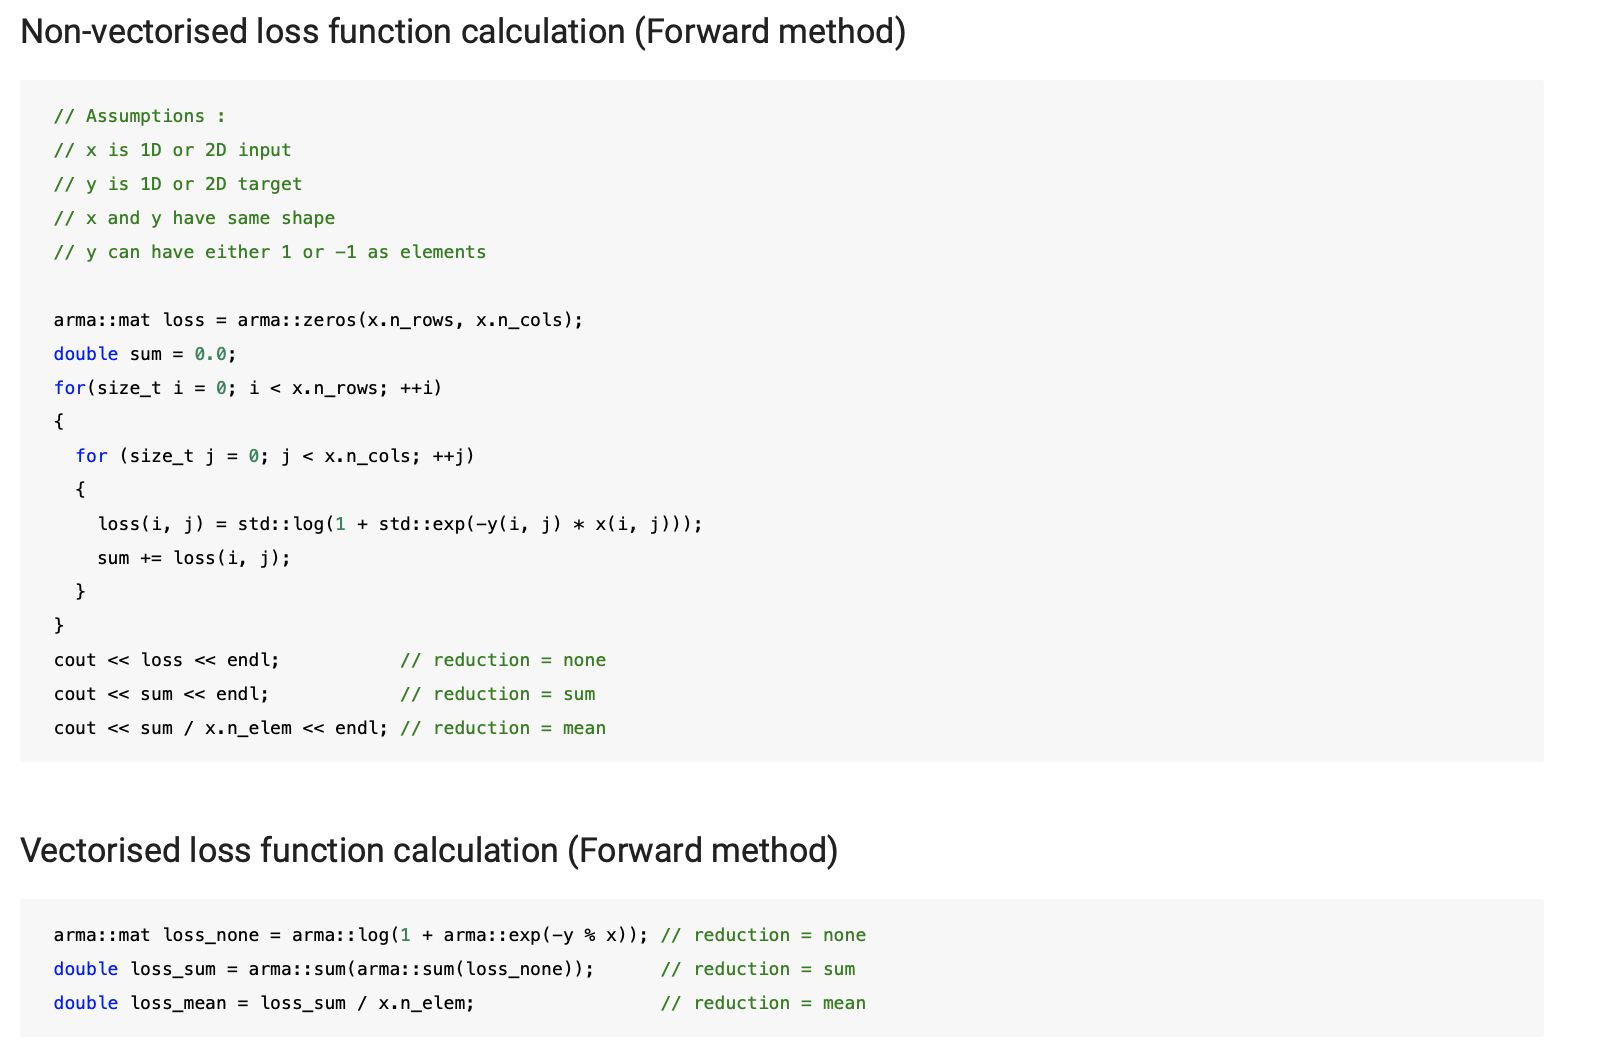 Non-vectorised loss function calculation (Forward method)
// Assumptions :
// x is 1D or 2D input
// y is 1D or 2D target
// x and y have same shape
// y can have either 1 or -1 as elements
arma::mat loss = arma::zeros(x.n_rows, x.n_cols);
double sum = 0.0;
for(size_t i = 0; i < x.n_rows; ++i)
{
  for (size_t j = 0; j < x.n_cols; ++j)
  {
    loss(i, j) = std::log(1 + std::exp(-y(i, j) * x(i, j)));
    sum += loss(i, j);
  }
}
cout << loss << endl;           // reduction = none
cout << sum << endl;            // reduction = sum
cout << sum / x.n_elem << endl; // reduction = mean
Vectorised loss function calculation (Forward method)
arma::mat loss_none = arma::log(1 + arma::exp(-y % x)); // reduction = none
double loss_sum = arma::sum(arma::sum(loss_none));      // reduction = sum
double loss_mean = loss_sum / x.n_elem;                 // reduction = mean